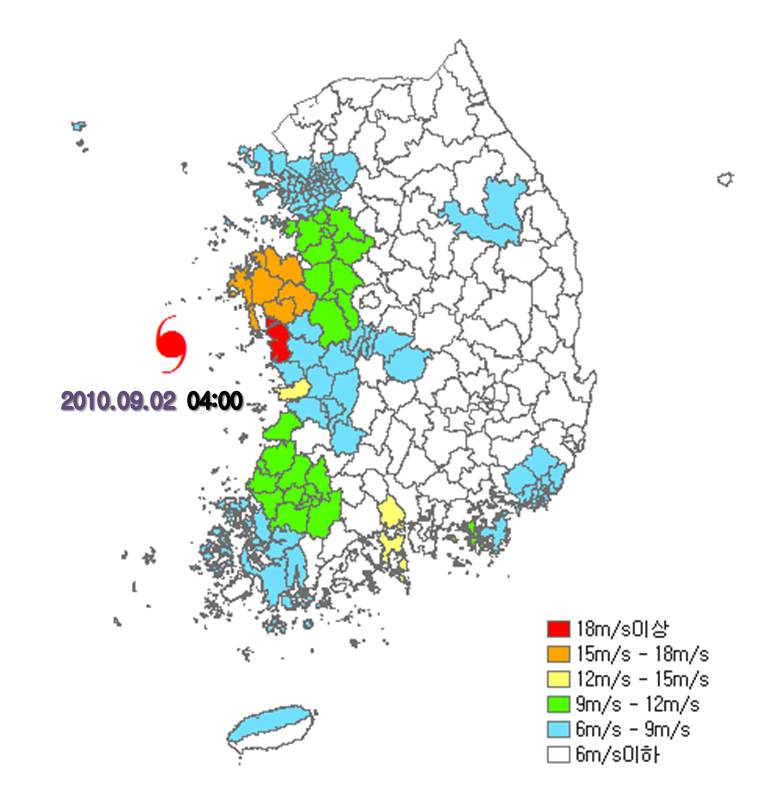 2010.09.02 04:00
18m/s이상
15m/s - 18m/s
12m/s - 15m/s
9m/s - 12m/s
6m/s - 9m/s
6m/s이하